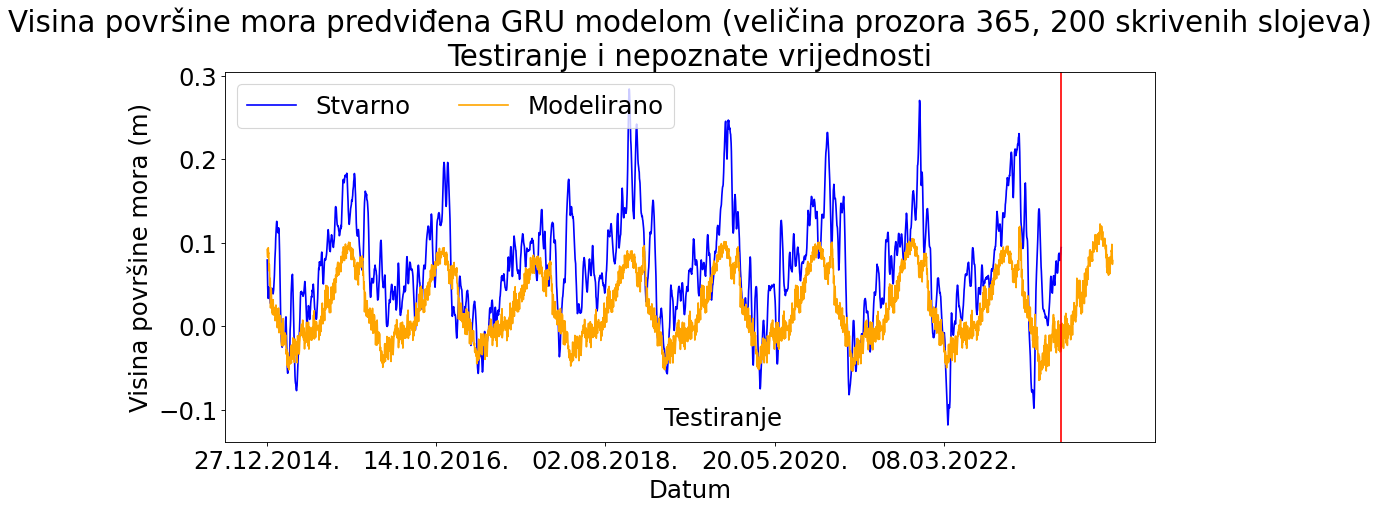 Visina površine mora predviđena GRU modelom (veličina prozora 365, 200 skrivenih slojeva)
Testiranje i nepoznate vrijednosti
Stvarno
Modelirano
Visina površine mora (m)
0.3
0.2
0.1
0.0
−0.1
Testiranje
27.12.2014.
14.10.2016.
02.08.2018.
20.05.2020.
08.03.2022.
Datum